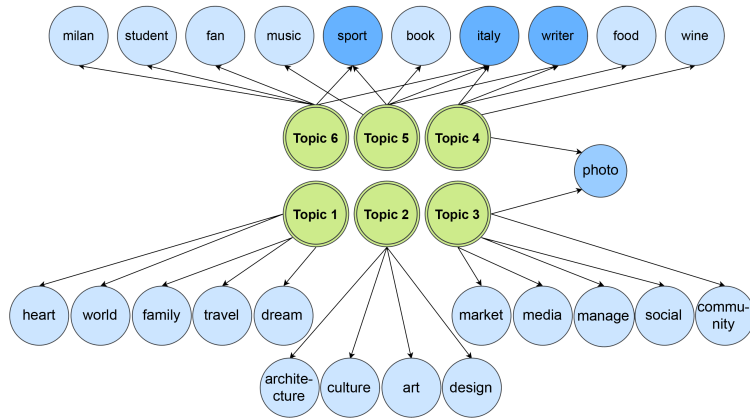 milan
student
fan
music
sport
book
italy
writer
food
wine
Topic 6
Topic 5
Topic 4
photo
Topic 1
Topic 2
Topic 3
heart
world
family
travel
dream
market
media
manage
social
commu-
nity
archite-
cture
culture
art
design